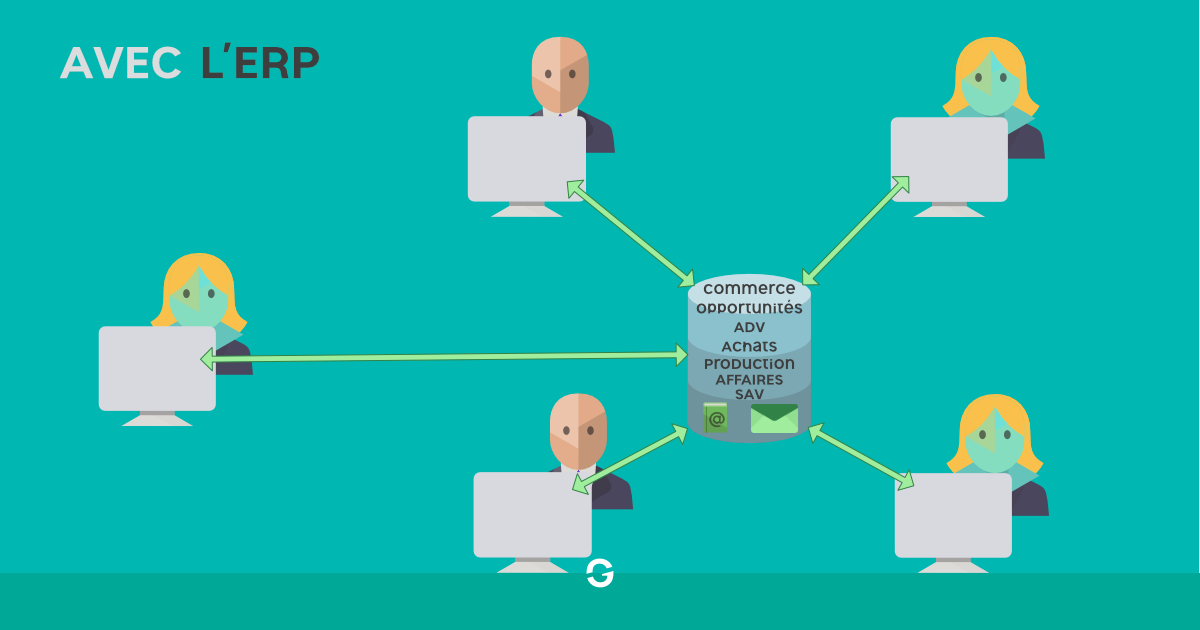 AVEC L'ERP
commerce
opportunités
ADV
Achats
Production
AFFAIRES
SAV
@
G